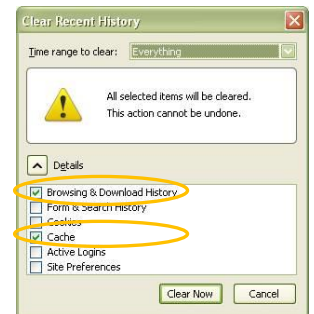 Clear Recent History
Time range to clear: Everything
All selected items will be cleared.
This action cannot be undone.
Details
Browsing & Download History
Form & Search History
Cookies
Cache
Active Logins
Site Preferences
Clear Now Cancel